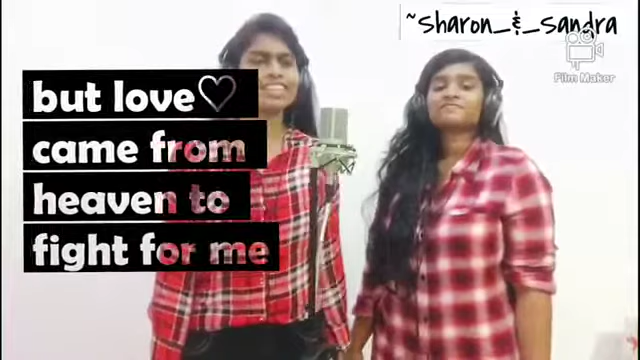 ~sharon_&_sandra
Film Maker
but love♡
came from
heaven to
fight for me